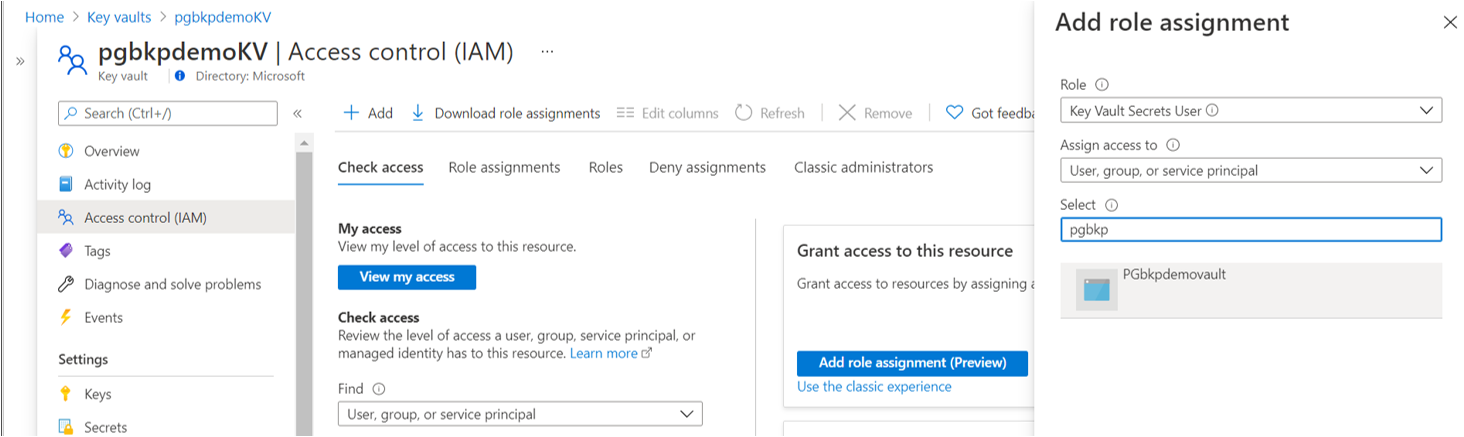 Home > Key vaults > pgbkpdemoKV
pgbkpdemoKV | Access control (IAM) ...
Key vault
Directory: Microsoft
Search (Ctrl+/)
Overview
Activity log
Access control (IAM)
Tags
Diagnose and solve problems
Events
Settings
Keys
Secrets
Add
Download role assignments
Edit columns
Refresh
Remove
Got feedba
Check access
Role assignments
Roles
Deny assignments
Classic administrators
My access
View my level of access to this resource.
View my access
Check access
Review the level of access a user, group, service principal, or
managed identity has to this resource. Learn more
Find
User, group, or service principal
Grant access to this resource
Grant access to resources by assigning a
Add role assignment (Preview)
Use the classic experience
Add role assignment
Role
Key Vault Secrets User
Assign access to
User, group, or service principal
Select
pgbkp
PGbkpdemovault